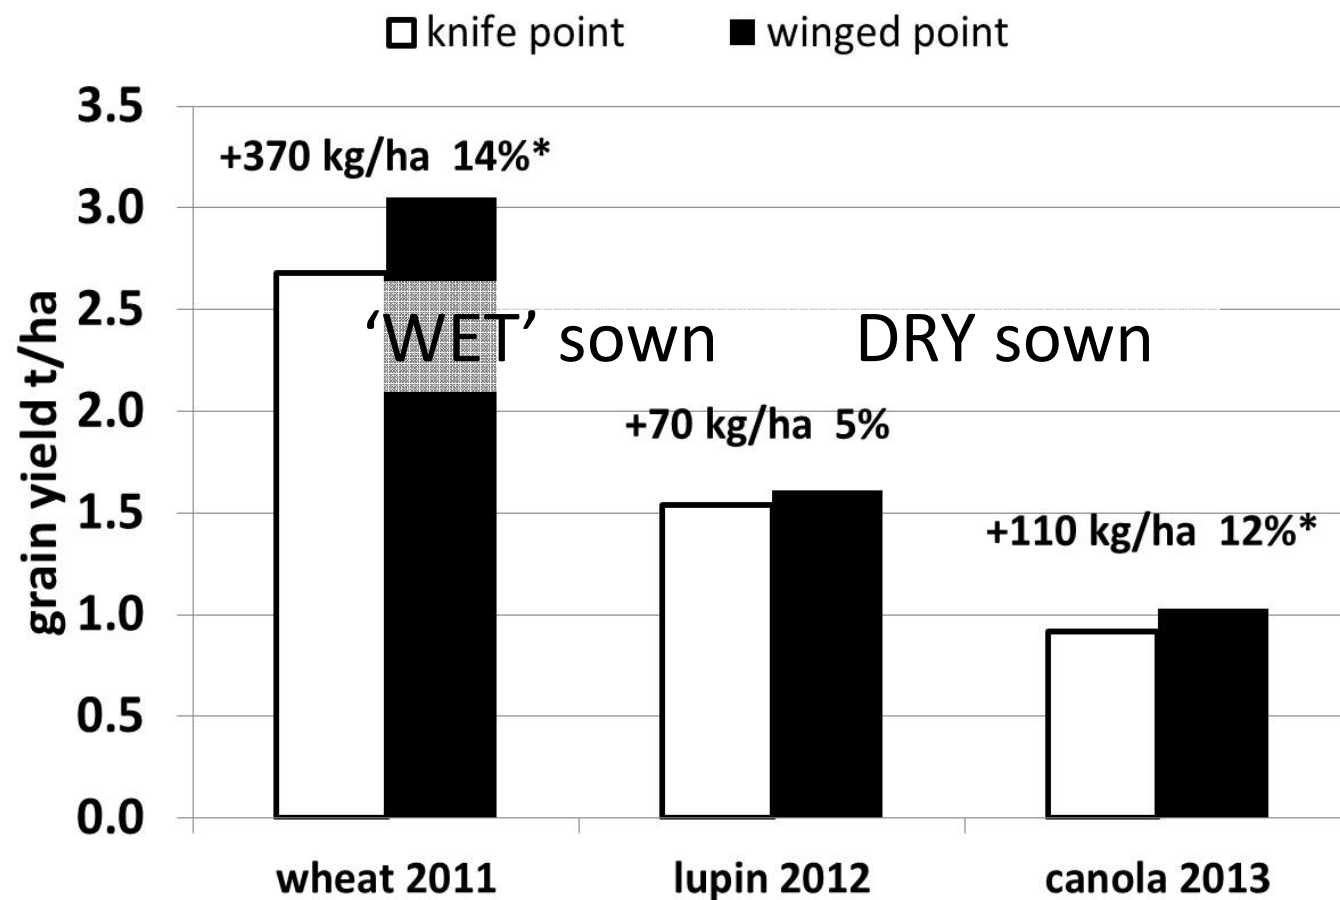 knife point winged point
3.5
+370 kg/ha 14%*
3.0
2.5
‘WET’ sown DRY sown
2.0
+70 kg/ha 5%
1.5
+110 kg/ha 12%*
1.0
0.5
0.0
grain yield t/ha
wheat 2011 lupin 2012 canola 2013